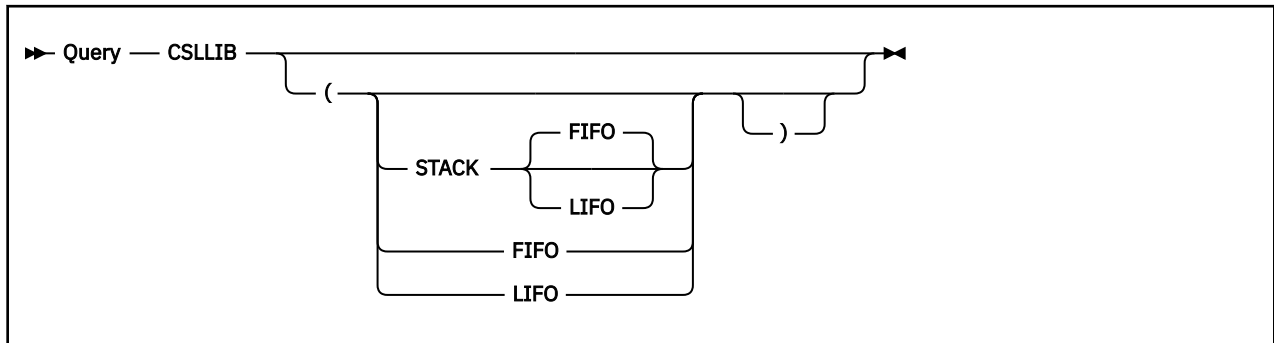 Query CSLLIB
(
)
FIFO
STACK
LIFO
FIFO
LIFO